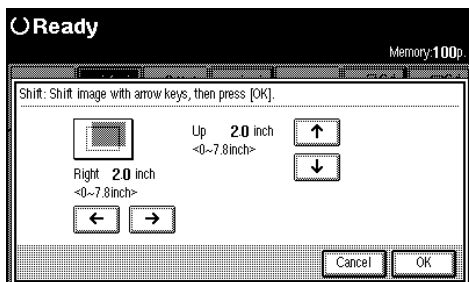 Ready
Memory:100p.
Shift: Shift image with arrow keys, then press [OK].
Up 2.0 inch
<0~7.8inch>
Right 2.0 inch
<0~7.8inch>
Cancel OK